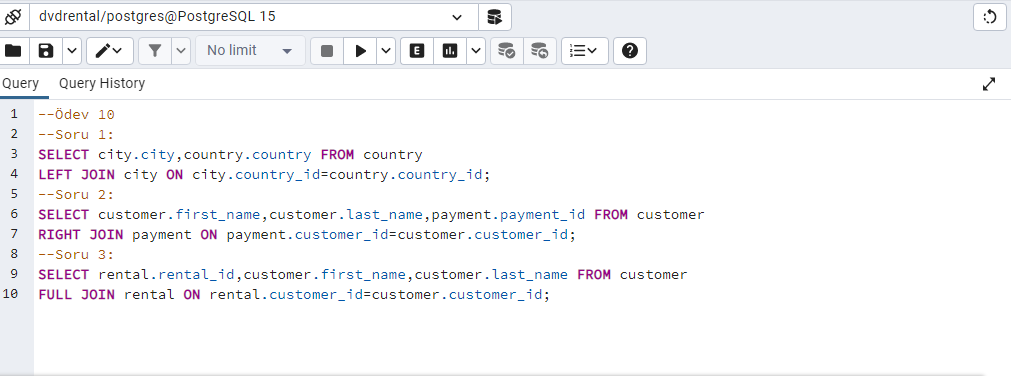 dvdrental/postgres@PostgreSQL 15
No limit
E
Query Query History
1 --Ödev 10
2 --Soru 1:
3 SELECT city.city,country.country FROM country
4 LEFT JOIN city ON city.country_id=country.country_id;
5 --Soru 2:
6 SELECT customer.first_name,customer.last_name,payment.payment_id FROM customer
7 RIGHT JOIN payment ON payment.customer_id=customer.customer_id;
8 --Soru 3:
9 SELECT rental.rental_id,customer.first_name,customer.last_name FROM customer
10 FULL JOIN rental ON rental.customer_id=customer.customer_id;